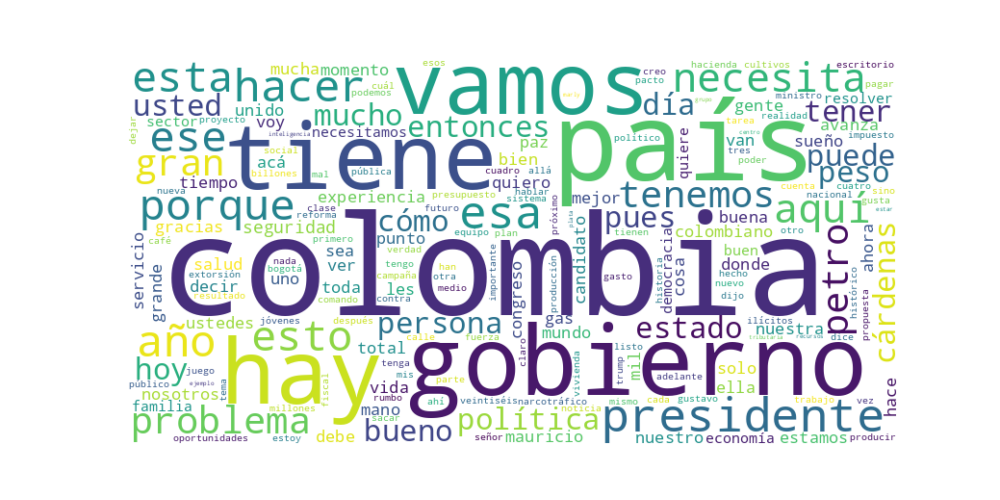 mucha momento
cuál
esos
hacienda cultivos
creo
escritorio
esta hacer
podemos
vamos
necesita
pacto
pagar
usted
sector proyecto
unido
mucho
día
tener
ministro resolver
impuesto
dejar
ese
voy
necesitamos
entonces
país
gente
realidad
tarea
avanza
inteligencia
paz
político
van
sueño
gran
social
acá
tiene
bien
quiere
tres
centro
puede
billones
mal
pública
cuadro
hablar
allá
poder
tiempo
quiero
sistema
tenemos
cuenta
cuatro
sino
peso
nueva
experiencia
presupuesto
mejor
nacional
gusta
porque
clase
futuro
esa
próximo
tienen
buena
otro
estar
aquí
gracias
reforma
seguridad
cómo
equipo
plan
pues
colombiano
café
primero
punto
verdad
importante
candidato
democracia
buen
hecho
donde
petro
ahora
servicio
grande
salud
nada
sea
tengo
colombia
historia
cosa
nuevo
histórico
cárdenas
extorsión
bogotá
ver
campaña
han
producción
plata
dijo
propuesta
decir
uno
toda
otra
gasto
resultado
comando
les
contra
medio
congreso
año
jóvenes
después
persona
gas
estado
nuestra
ilícitos
ustedes
esto
calle
fuerza
mundo
claro
listo
dice
hoy
total
tenga
gobierno
trump
mil
solo
juego
mis
parte
vivienda
adelante
ella
nosotros
tema
hay
vida
rumbo
ahí
veintiséis
narcotráfico
mismo
gustavo
cada
trabajo
vez
hace
público
ejemplo
familia
millones
fiscal
mano
política
noticia
presidente
problema
sacar
bueno
oportunidades
estoy
debe
señor
mauricio
nuestro
economía
estamos
producir